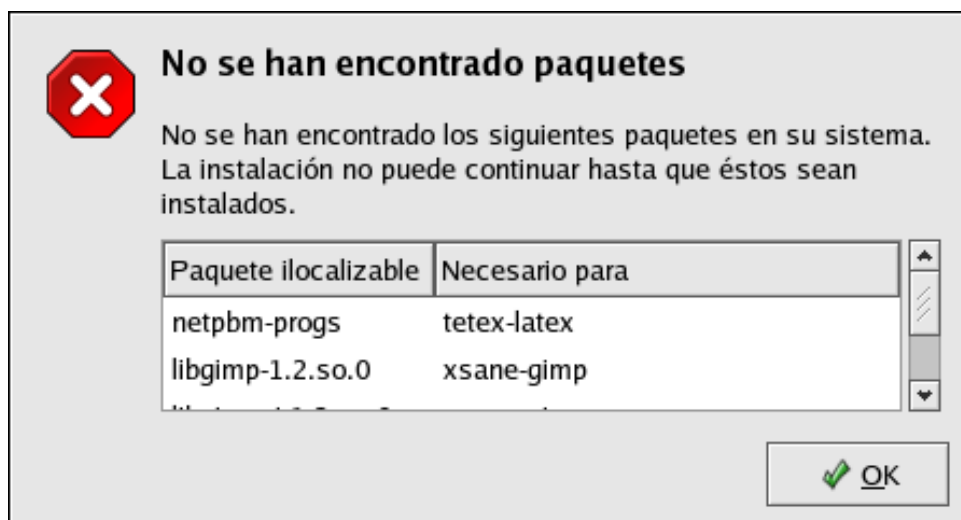 No se han encontrado paquetes
No se han encontrado los siguientes paquetes en su sistema.
La instalación no puede continuar hasta que éstos sean
instalados.
Paquete ilocalizable Necesario para
netpbm-progs tetex-latex
libgimp-1.2.so.0 xsane-gimp
OK